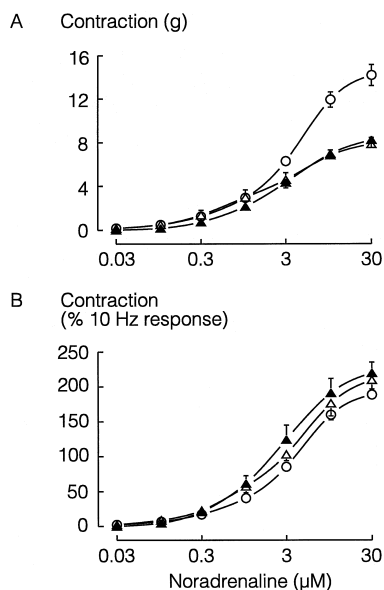 A Contraction (g)
16
12
8
4
0
0.03 0.3 3 30
B Contraction
(% 10 Hz response)
250
200
150
100
50
0
0.03 0.3 3 30
Noradrenaline (µM)